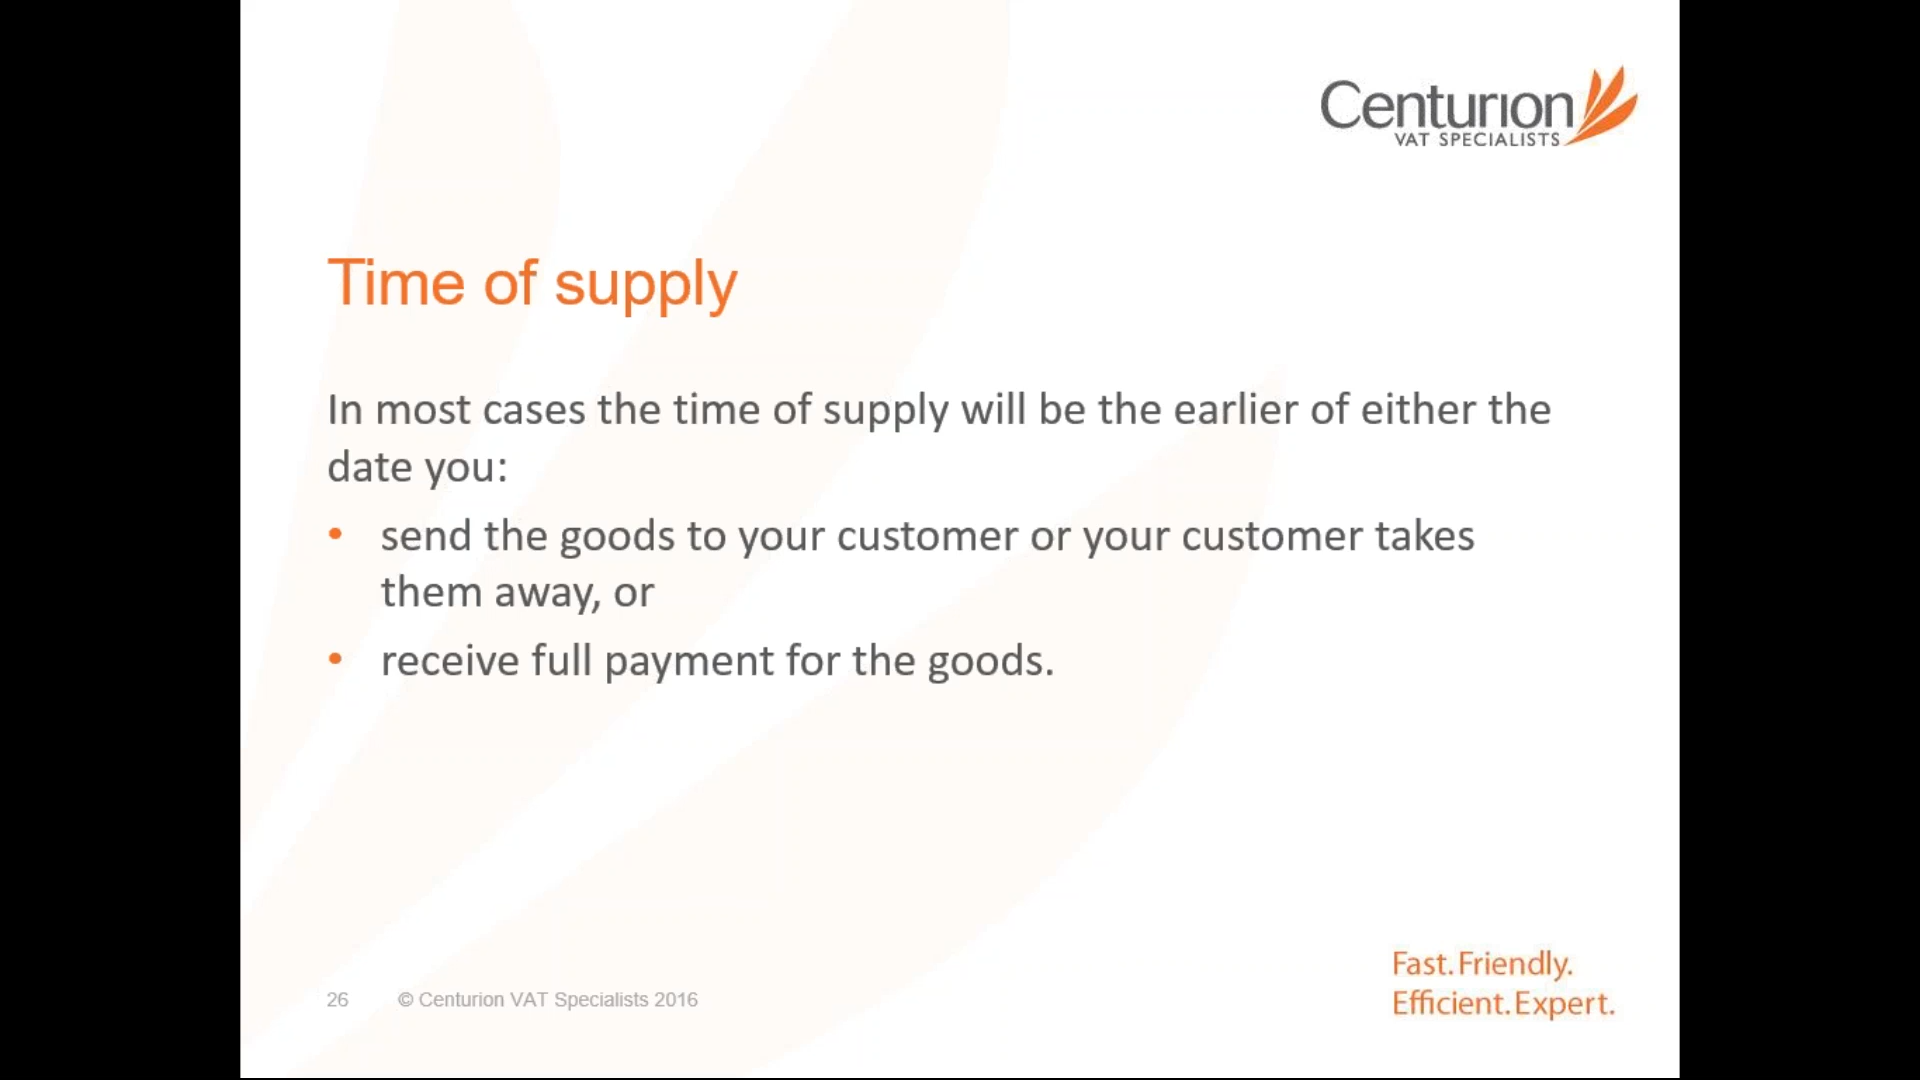 Centurion
VAT SPECIALISTS
Time of supply
In most cases the time of supply will be the earlier of either the
date you:
• send the goods to your customer or your customer takes
them away, or
• receive full payment for the goods.
Fast. Friendly.
Efficient. Expert.
26 © Centurion VAT Specialists 2016